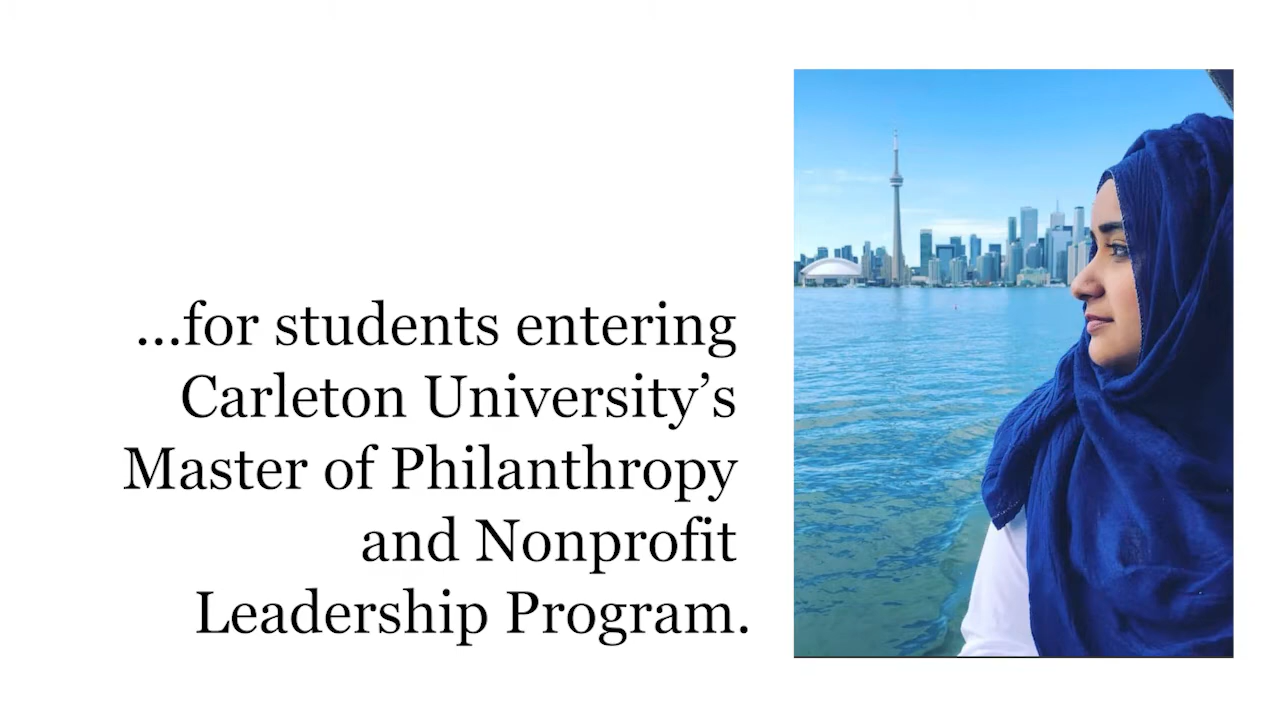 ...for students entering
Carleton University’s
Master of Philanthropy
and Nonprofit
Leadership Program.